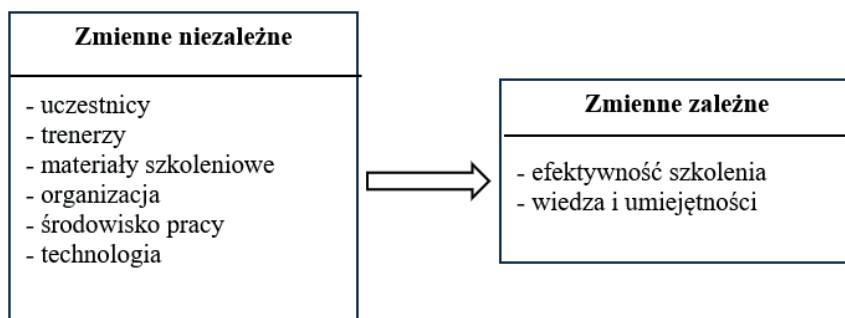 Zmienne niezależne
- uczestnicy
- trenerzy
- materiały szkoleniowe
- organizacja
- środowisko pracy
- technologia
Zmienne zależne
- efektywność szkolenia
- wiedza i umiejętności